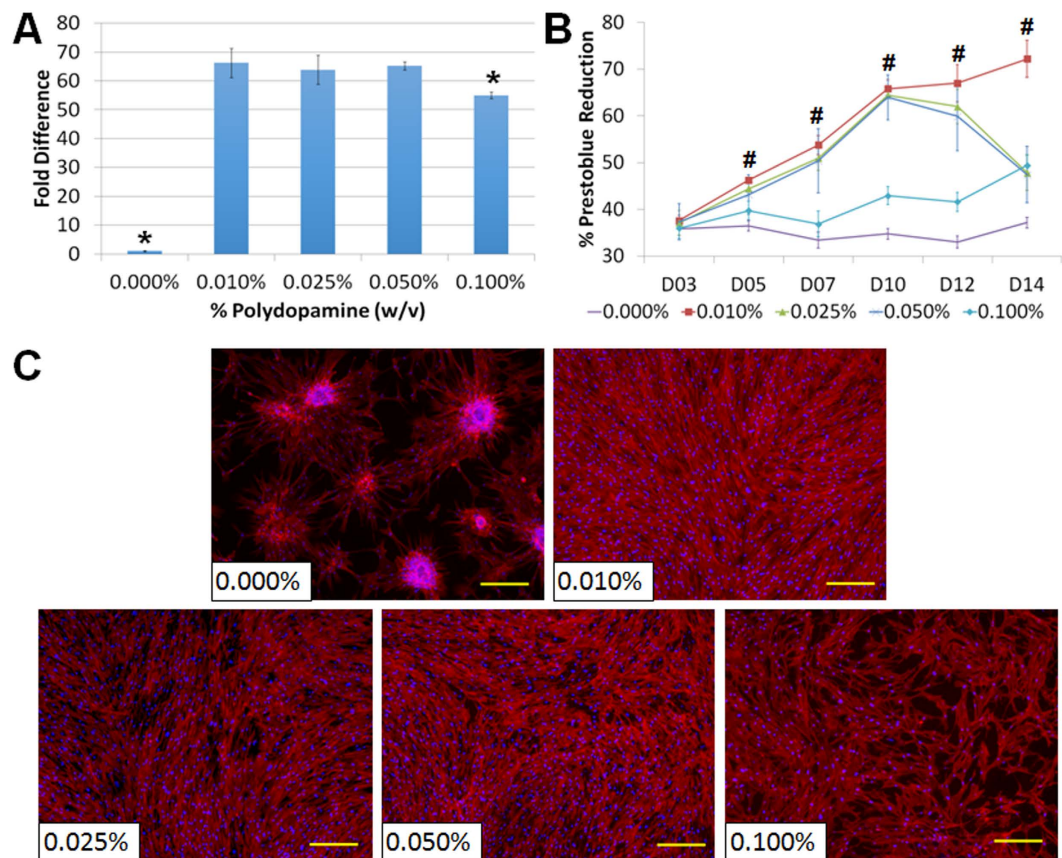 A
Fold Difference
80
70
60
50
40
30
20
10
0
*
*
0.000% 0.010% 0.025% 0.050% 0.100%
% Polydopamine (w/v)
B
% Prestoblue Reduction
80
70
60
50
40
30
# # # # #
D03 D05 D07 D10 D12 D14
0.000% 0.010% 0.025% 0.050% 0.100%
C
0.000%
0.010%
0.025%
0.050%
0.100%